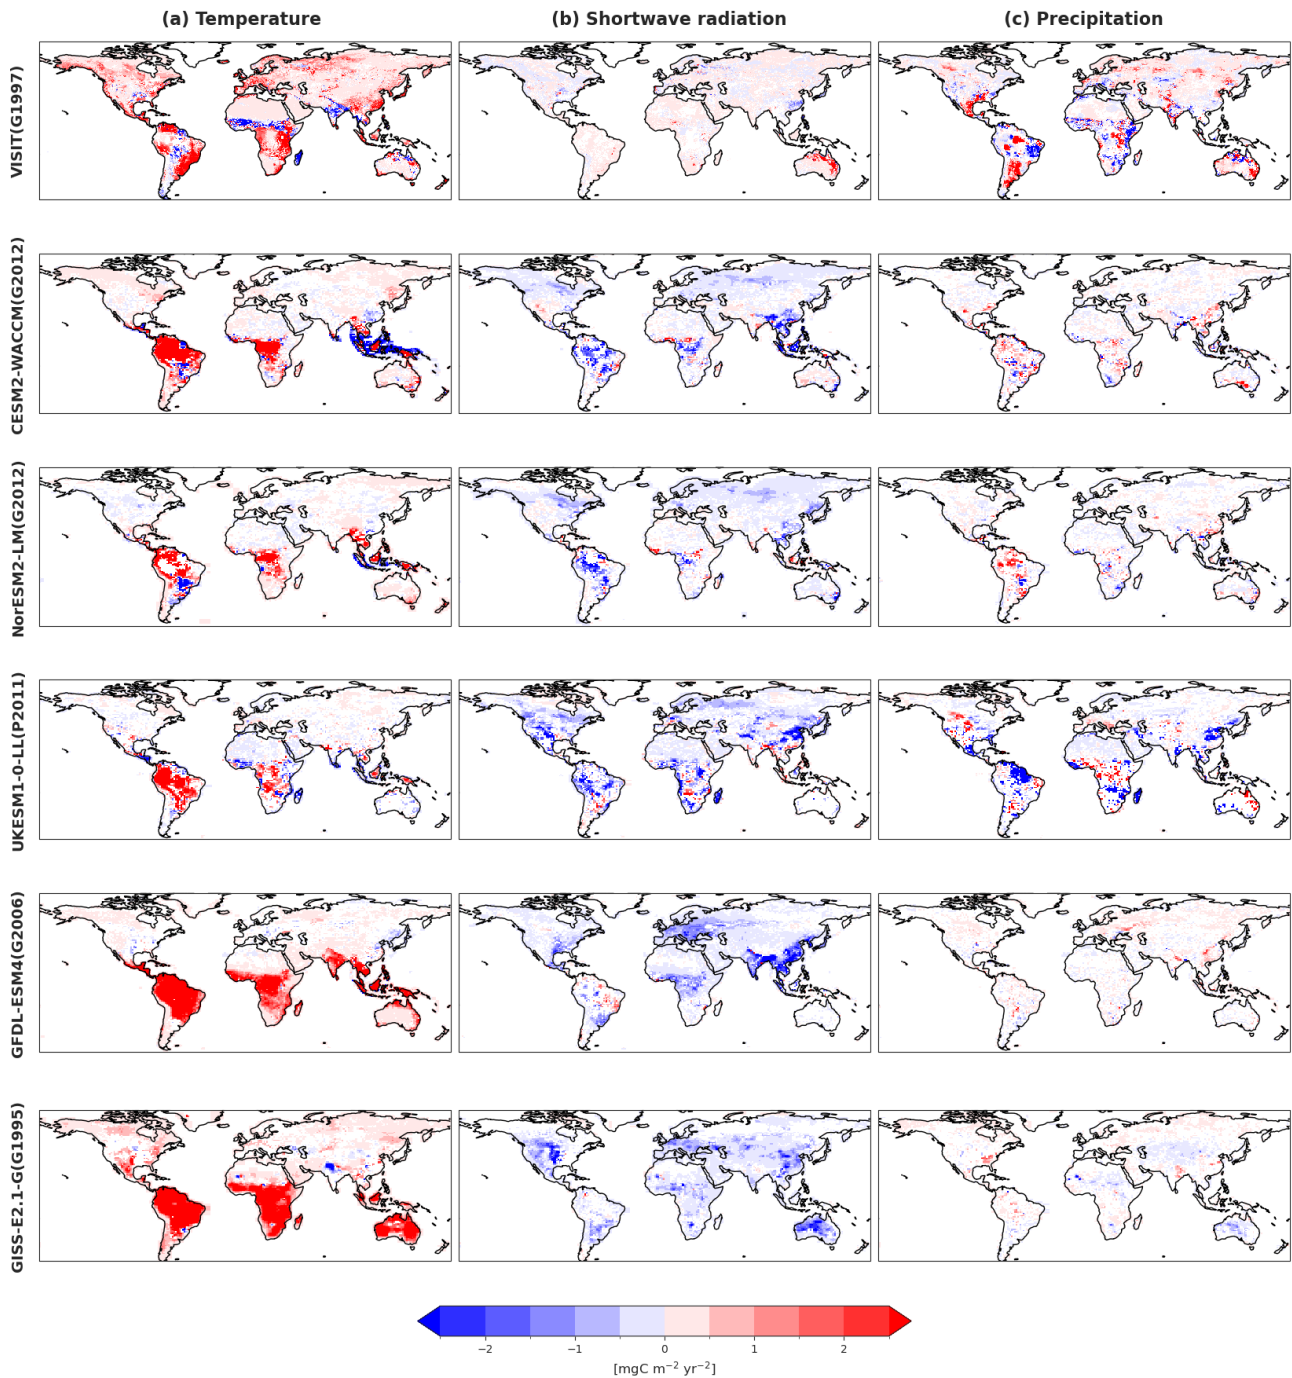 (a) Temperature
(b) Shortwave radiation
(c) Precipitation
VISIT(G1997)
CESM2-WACCM(G2012)
NorESM2-LM(G2012)
UKESM1-0-LL(P2011)
GFDL-ESM4(G2006)
GISS-E2.1-G(G1995)
−2 −1 0 1 2
[mgC m⁻² yr⁻²]